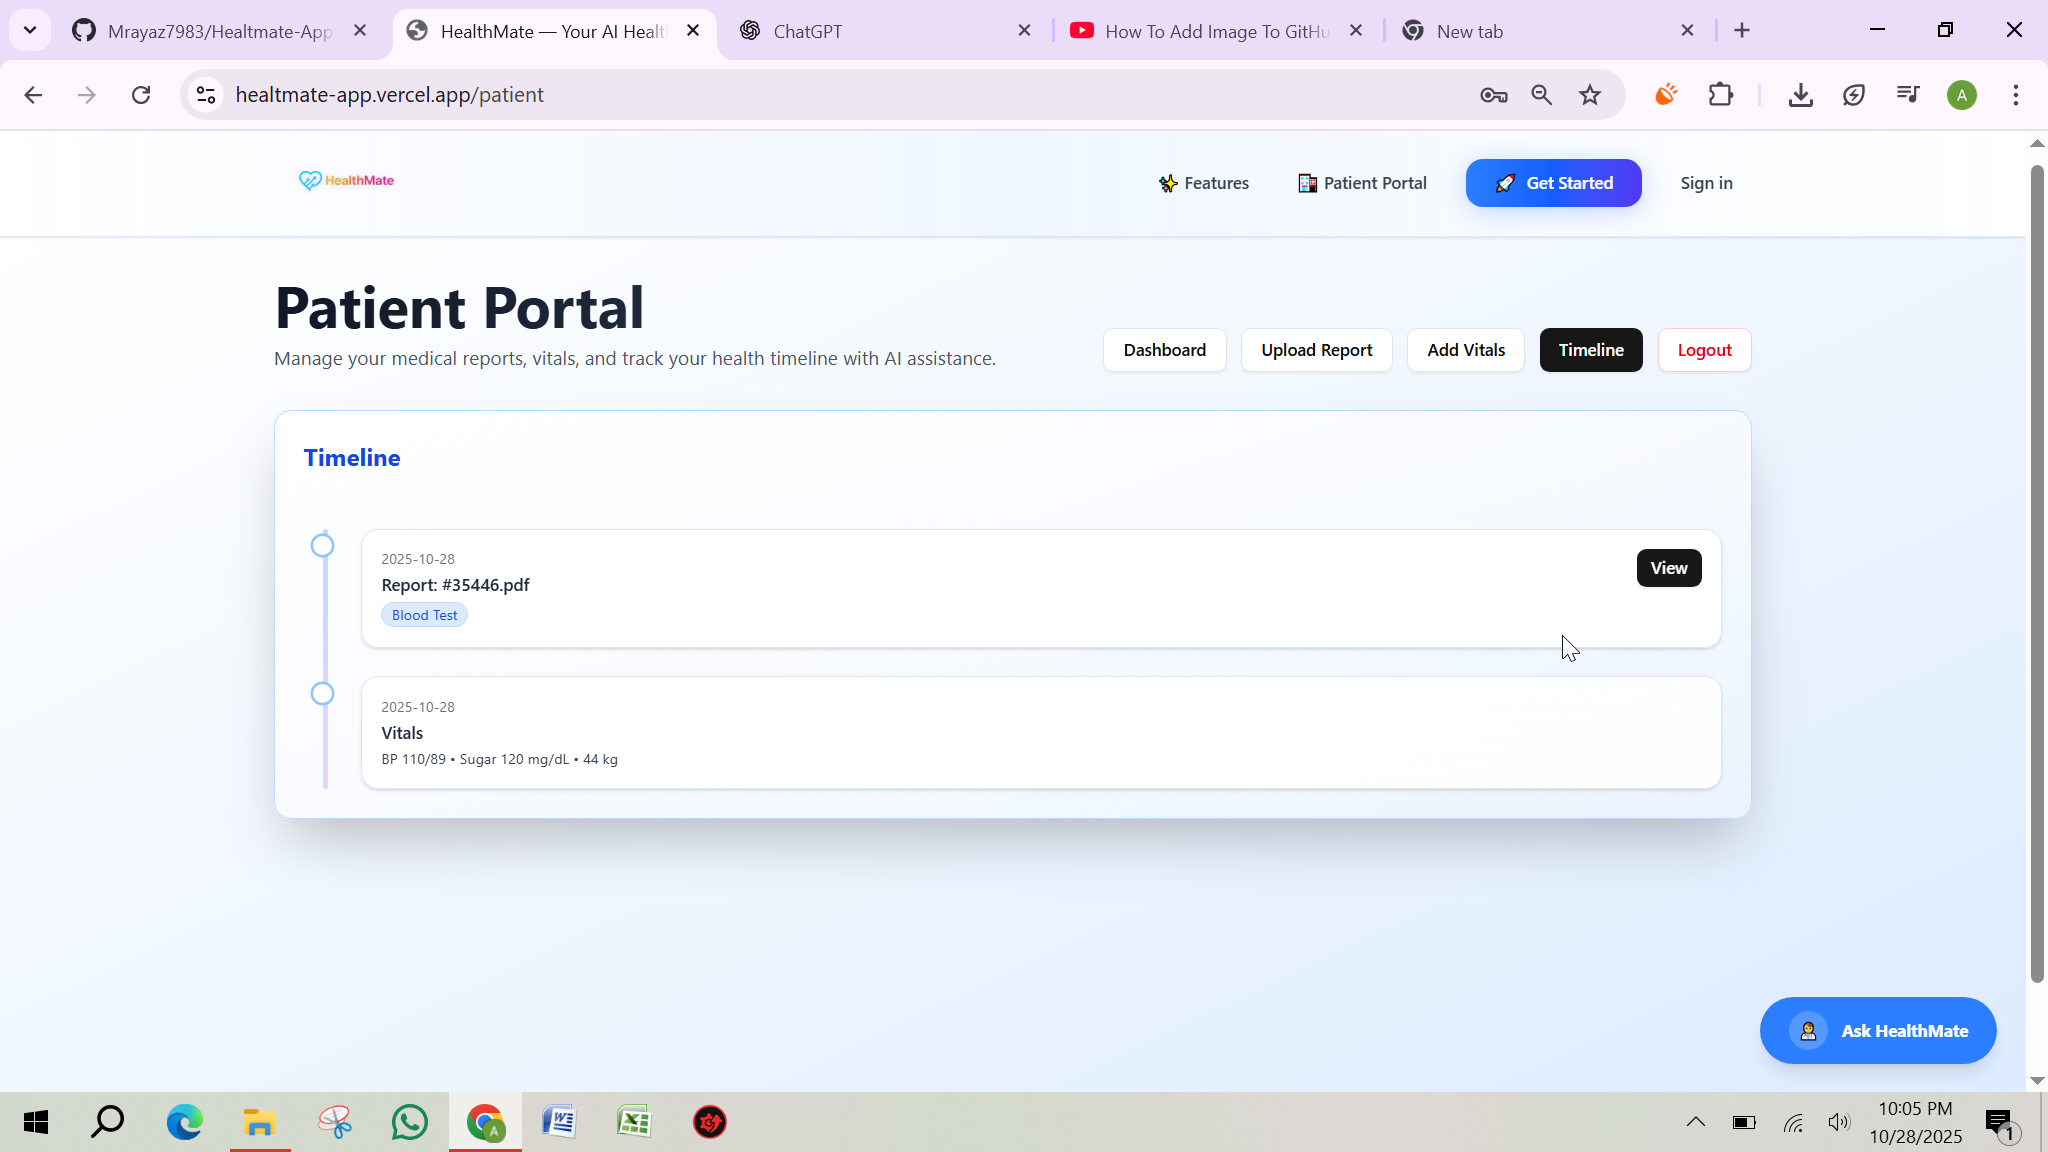 Mrayaz7983/Healtmate-App
HealthMate — Your AI Healt
ChatGPT
How To Add Image To GitHu
New tab
healtmate-app.vercel.app/patient
A
HealthMate
Features
Patient Portal
Get Started
Sign in
Patient Portal
Manage your medical reports, vitals, and track your health timeline with AI assistance.
Dashboard
Upload Report
Add Vitals
Timeline
Logout
Timeline
2025-10-28
Report: #35446.pdf
Blood Test
View
2025-10-28
Vitals
BP 110/89 • Sugar 120 mg/dL • 44 kg
Ask HealthMate
A
10:05 PM
10/28/2025
1